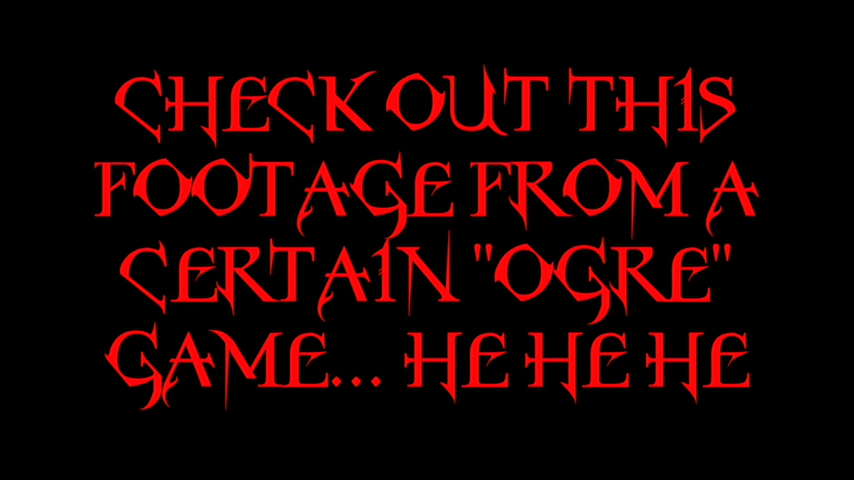 CHECK OUT THIS
FOOTAGE FROM A
CERTAIN "OGRE"
GAME... HE HE HE